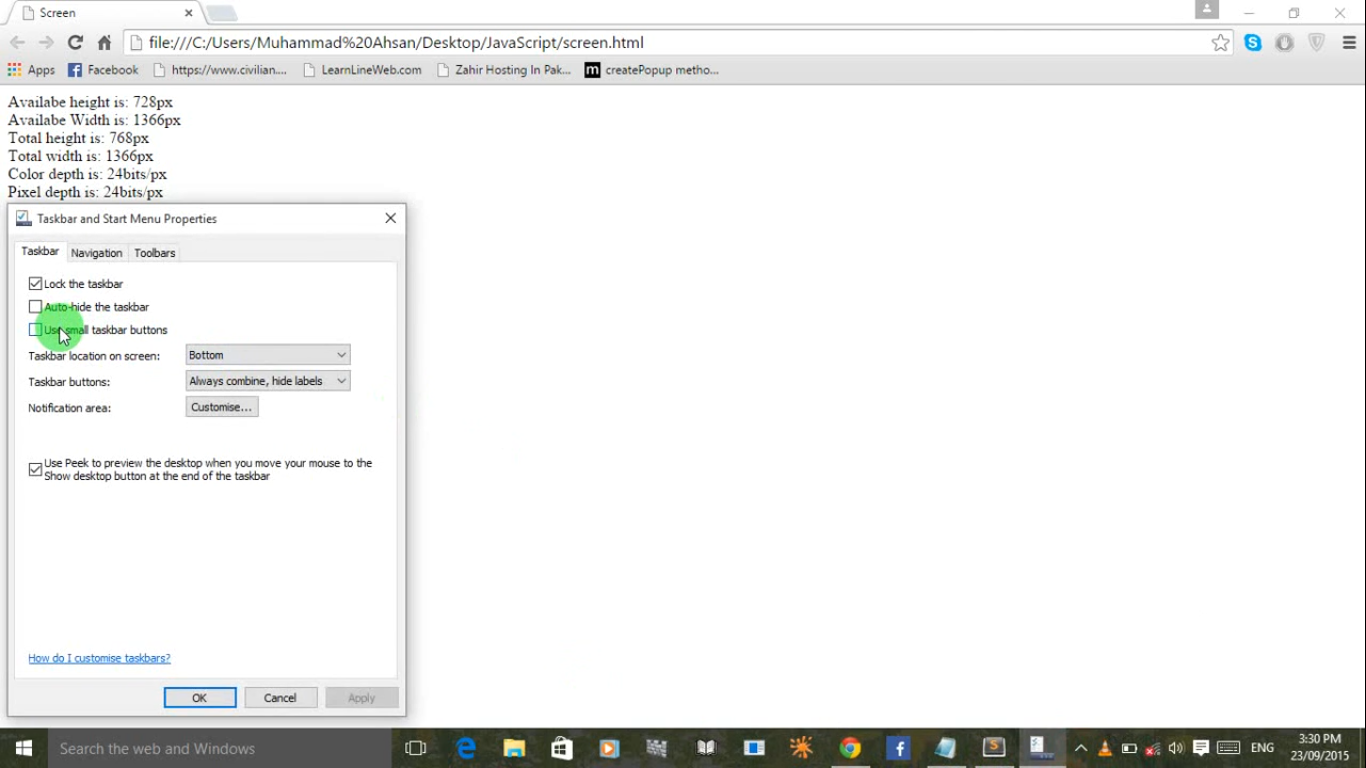 Screen
file:///C:/Users/Muhammad%20Ahsan/Desktop/JavaScript/screen.html
Apps Facebook https://www.civilian.... LearnLineWeb.com Zahir Hosting In Pak... m createPopup metho...
Availabe height is: 728px
Availabe Width is: 1366px
Total height is: 768px
Total width is: 1366px
Color depth is: 24bits/px
Pixel depth is: 24bits/px
Taskbar and Start Menu Properties
Taskbar Navigation Toolbars
Lock the taskbar
Auto-hide the taskbar
Use small taskbar buttons
Taskbar location on screen: Bottom
Taskbar buttons: Always combine, hide labels
Notification area: Customise...
Use Peek to preview the desktop when you move your mouse to the
Show desktop button at the end of the taskbar
How do I customise taskbars?
OK Cancel Apply
Search the web and Windows
ENG
3:30 PM
23/09/2015